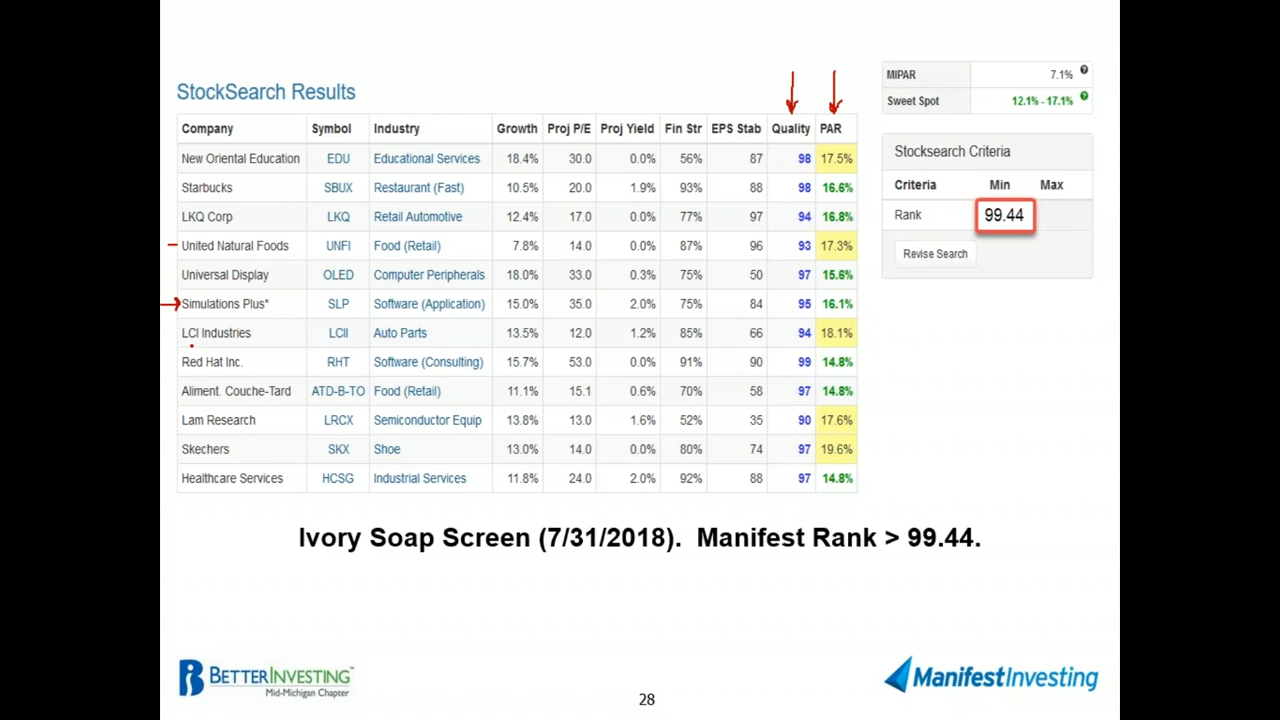 StockSearch Results
Company Symbol Industry Growth Proj P/E Proj Yield Fin Str EPS Stab Quality PAR
New Oriental Education EDU Educational Services 18.4% 30.0 0.0% 56% 87 98 17.5%
Starbucks SBUX Restaurant (Fast) 10.5% 20.0 1.9% 93% 88 98 16.6%
LKQ Corp LKQ Retail Automotive 12.4% 17.0 0.0% 77% 97 94 16.8%
United Natural Foods UNFI Food (Retail) 7.8% 14.0 0.0% 87% 96 93 17.3%
Universal Display OLED Computer Peripherals 18.0% 33.0 0.3% 75% 50 97 15.6%
Simulations Plus* SLP Software (Application) 15.0% 35.0 2.0% 75% 84 95 16.1%
LCI Industries LCII Auto Parts 13.5% 12.0 1.2% 85% 66 94 18.1%
Red Hat Inc. RHT Software (Consulting) 15.7% 53.0 0.0% 91% 90 99 14.8%
Aliment. Couche-Tard ATD-B-TO Food (Retail) 11.1% 15.1 0.6% 70% 58 97 14.8%
Lam Research LRCX Semiconductor Equip 13.8% 13.0 1.6% 52% 35 90 17.6%
Skechers SKX Shoe 13.0% 14.0 0.0% 80% 74 97 19.6%
Healthcare Services HCSG Industrial Services 11.8% 24.0 2.0% 92% 88 97 14.8%
MIPAR 7.1% ?
Sweet Spot 12.1% - 17.1% ?
Stocksearch Criteria
Criteria Min Max
Rank 99.44
Revise Search
Ivory Soap Screen (7/31/2018). Manifest Rank > 99.44.
BETTERINVESTING™
Mid-Michigan Chapter
28
ManifestInvesting